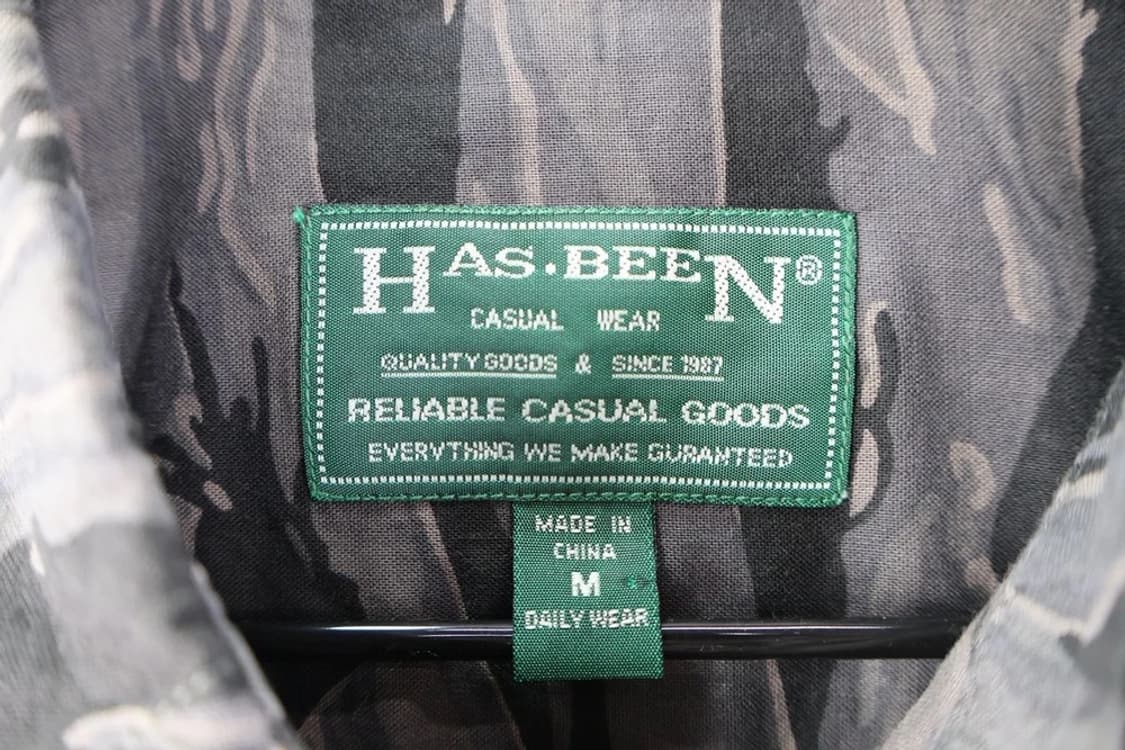 HAS·BEEN®
CASUAL WEAR
QUALITY GOODS & SINCE 1987
RELIABLE CASUAL GOODS
EVERYTHING WE MAKE GURANTEED
MADE IN
CHINA
M
DAILY WEAR